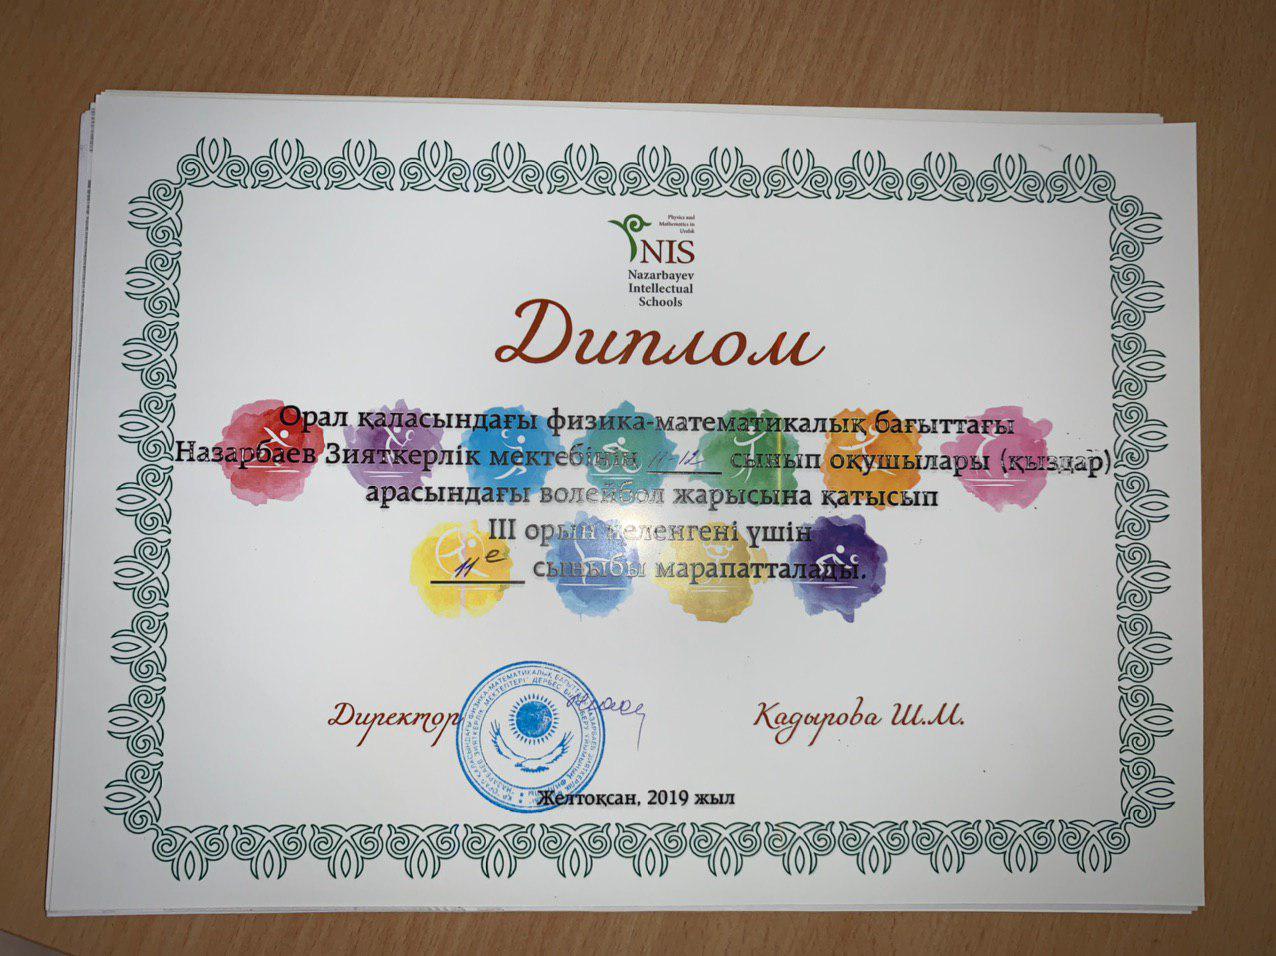 Physics and
Mathematics in
Uralsk
NIS
Nazarbayev
Intellectual
Schools
Диплом
Орал қаласындағы физика-математикалық бағыттағы
Назарбаев Зияткерлік мектебінің 11-12 сынып оқушылары (қыздар)
арасындағы волейбол жарысына қатысып
III орын иеленгені үшін
11 е сыныбы марапатталады.
Директор
Кадырова Ш.М.
Желтоқсан, 2019 жыл